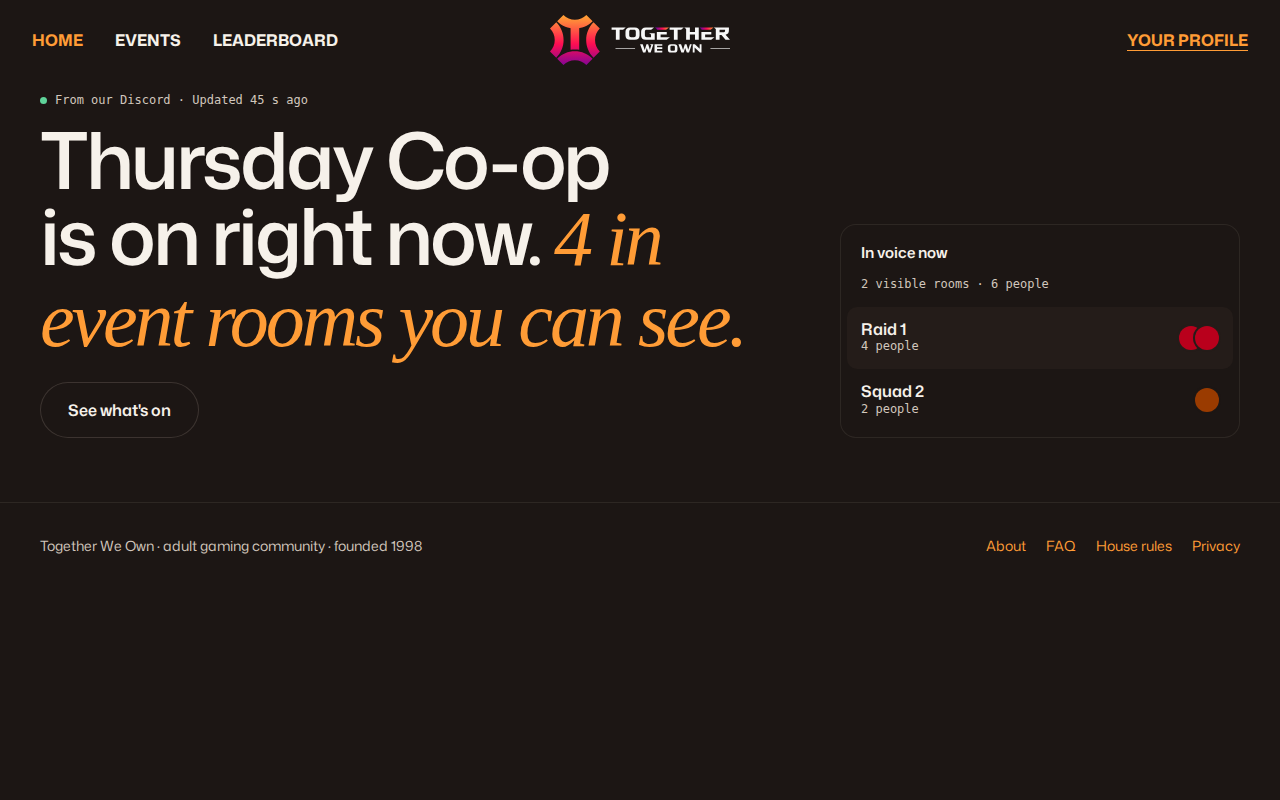 HOME EVENTS LEADERBOARD TOGETHER WE OWN YOUR PROFILE
From our Discord · Updated 45 s ago
Thursday Co-op
is on right now. 4 in
event rooms you can see.
See what's on
In voice now
2 visible rooms · 6 people
Raid 1
4 people
Squad 2
2 people
Together We Own · adult gaming community · founded 1998
About FAQ House rules Privacy